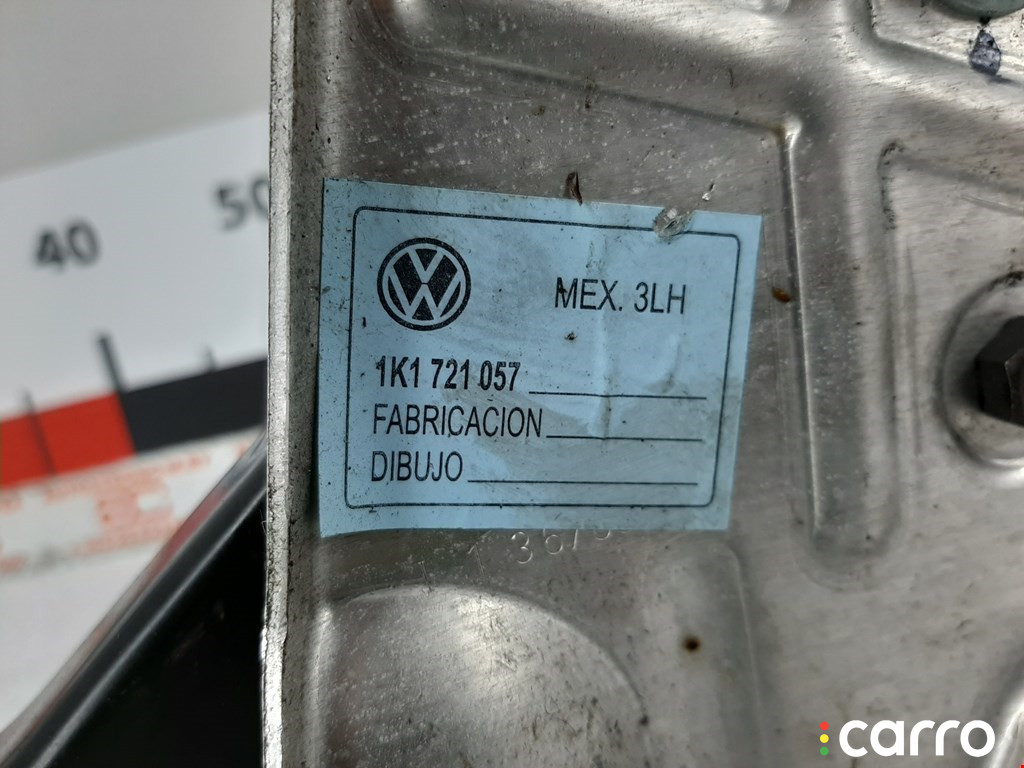 40
50
MEX. 3LH
1K1 721 057
FABRICACION
DIBUJO
carro